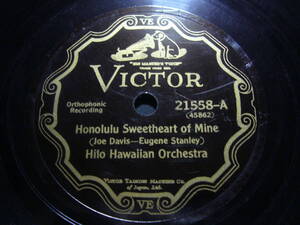 VE
"HIS MASTER'S VOICE"
VICTOR
Orthophonic
Recording
21558-A
(45862)
Honolulu Sweetheart of Mine
(Joe Davis—Eugene Stanley)
Hilo Hawaiian Orchestra
VICTOR TALKING MACHINE CO.
of Japan, Ltd.
VE